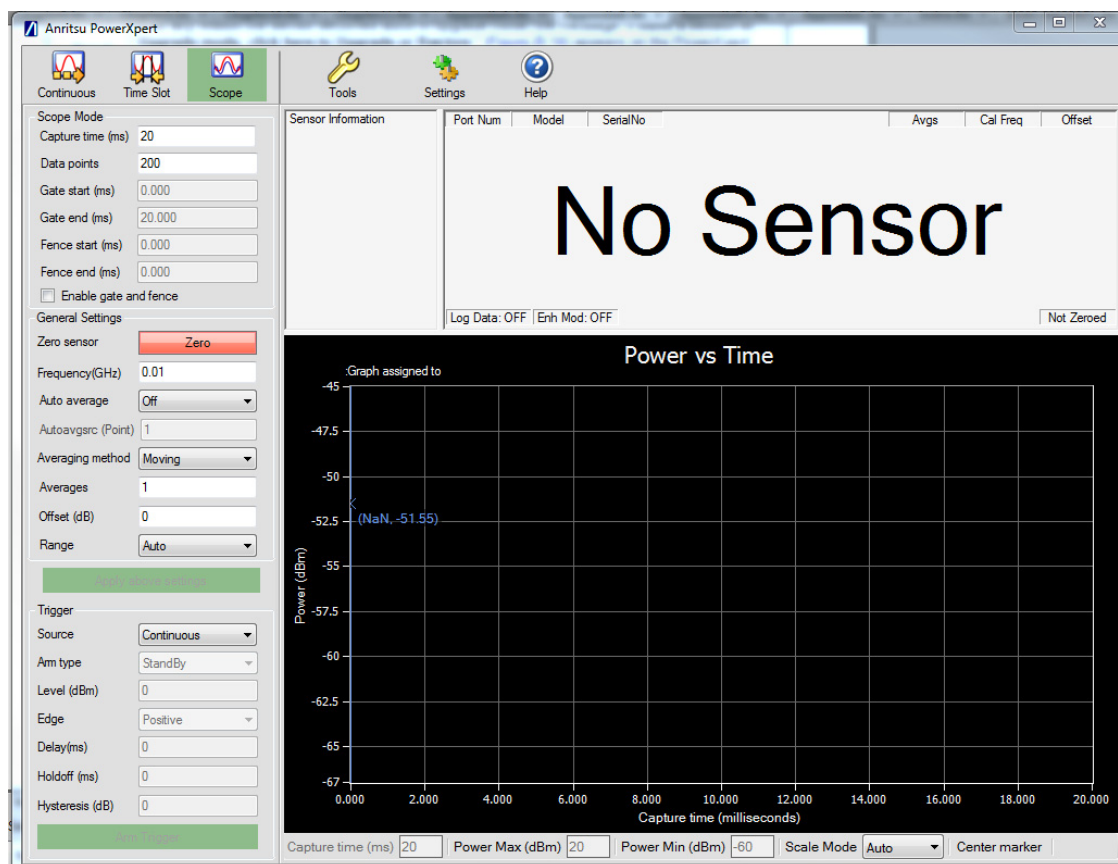 Anritsu PowerXpert
Continuous Time Slot Scope Tools Settings Help
Scope Mode
Capture time (ms) 20
Data points 200
Gate start (ms) 0.000
Gate end (ms) 20.000
Fence start (ms) 0.000
Fence end (ms) 0.000
Enable gate and fence
General Settings
Zero sensor Zero
Frequency(GHz) 0.01
Auto average Off
Autoavgsrc (Point) 1
Averaging method Moving
Averages 1
Offset (dB) 0
Range Auto
Apply above settings
Trigger
Source Continuous
Arm type StandBy
Level (dBm) 0
Edge Positive
Delay(ms) 0
Holdoff (ms) 0
Hysteresis (dB) 0
Arm Trigger
Sensor Information
Port Num Model SerialNo Avgs Cal Freq Offset
No Sensor
Log Data: OFF Enh Mod: OFF Not Zeroed
Power vs Time
:Graph assigned to
-45
-47.5
-50
-52.5
(NaN, -51.55)
-55
-57.5
-60
-62.5
-65
-67
Power (dBm)
0.000 2.000 4.000 6.000 8.000 10.000 12.000 14.000 16.000 18.000 20.000
Capture time (milliseconds)
Capture time (ms) 20 Power Max (dBm) 20 Power Min (dBm) -60 Scale Mode Auto Center marker